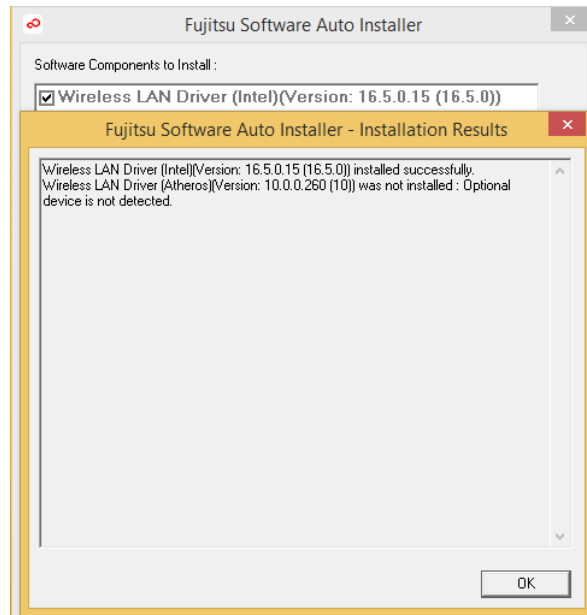 Fujitsu Software Auto Installer
Software Components to Install :
Wireless LAN Driver (Intel)(Version: 16.5.0.15 (16.5.0))
Fujitsu Software Auto Installer - Installation Results
Wireless LAN Driver (Intel)(Version: 16.5.0.15 (16.5.0)) installed successfully.
Wireless LAN Driver (Atheros)(Version: 10.0.0.260 (10)) was not installed : Optional
device is not detected.
OK